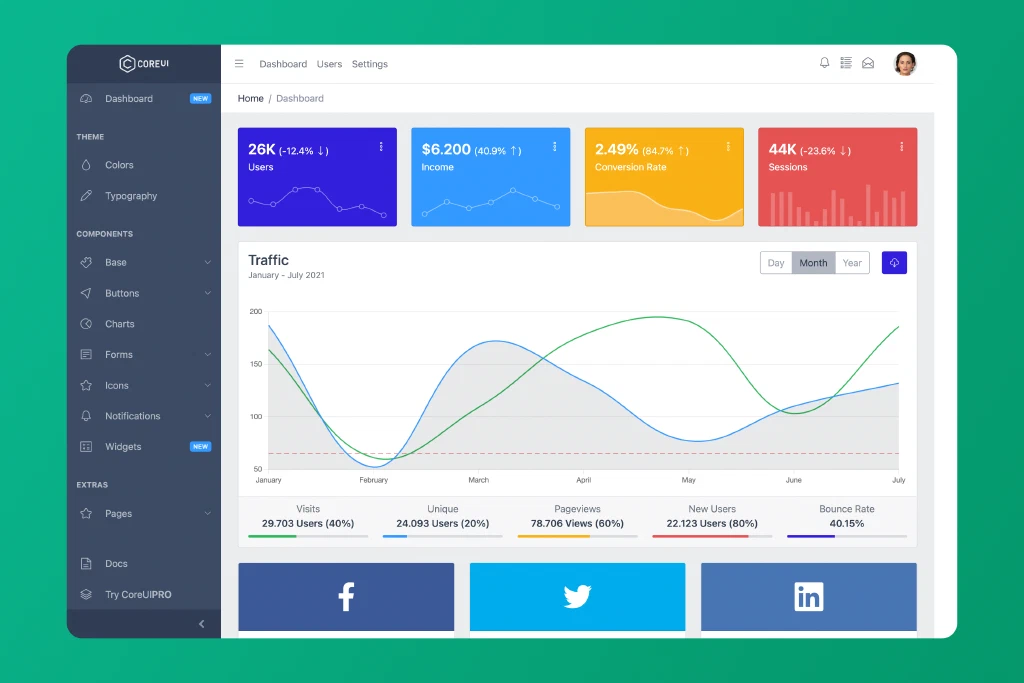 COREUI
Dashboard Users Settings
Dashboard NEW
Home / Dashboard
THEME
Colors
Typography
COMPONENTS
Base
Buttons
Charts
Forms
Icons
Notifications
Widgets NEW
EXTRAS
Pages
Docs
Try CoreUI PRO
26K (-12.4% ↓)
Users
$6.200 (40.9% ↑)
Income
2.49% (84.7% ↑)
Conversion Rate
44K (-23.6% ↓)
Sessions
Traffic
January - July 2021
Day Month Year
200
150
100
50
January February March April May June July
Visits
29.703 Users (40%)
Unique
24.093 Users (20%)
Pageviews
78.706 Views (60%)
New Users
22.123 Users (80%)
Bounce Rate
40.15%
f
in